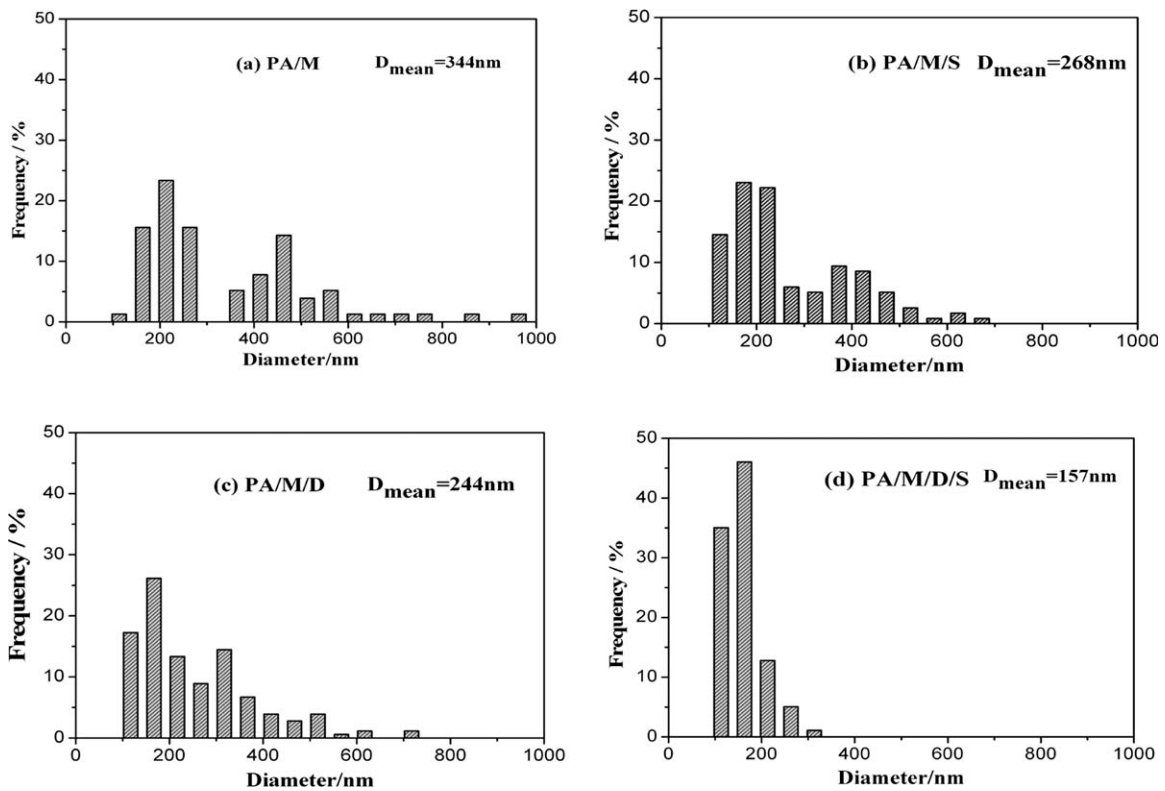 50
(a) PA/M D_mean=344nm
40
30
20
10
0
Frequency / %
0 200 400 600 800 1000
Diameter/nm
50
(b) PA/M/S D_mean=268nm
40
30
20
10
0
Frequency/ %
0 200 400 600 800 1000
Diameter/nm
50
(c) PA/M/D D_mean=244nm
40
30
20
10
0
Frequency / %
0 200 400 600 800 1000
Diameter/nm
50
(d) PA/M/D/S D_mean=157nm
40
30
20
10
0
Frequency / %
0 200 400 600 800 1000
Diameter/nm